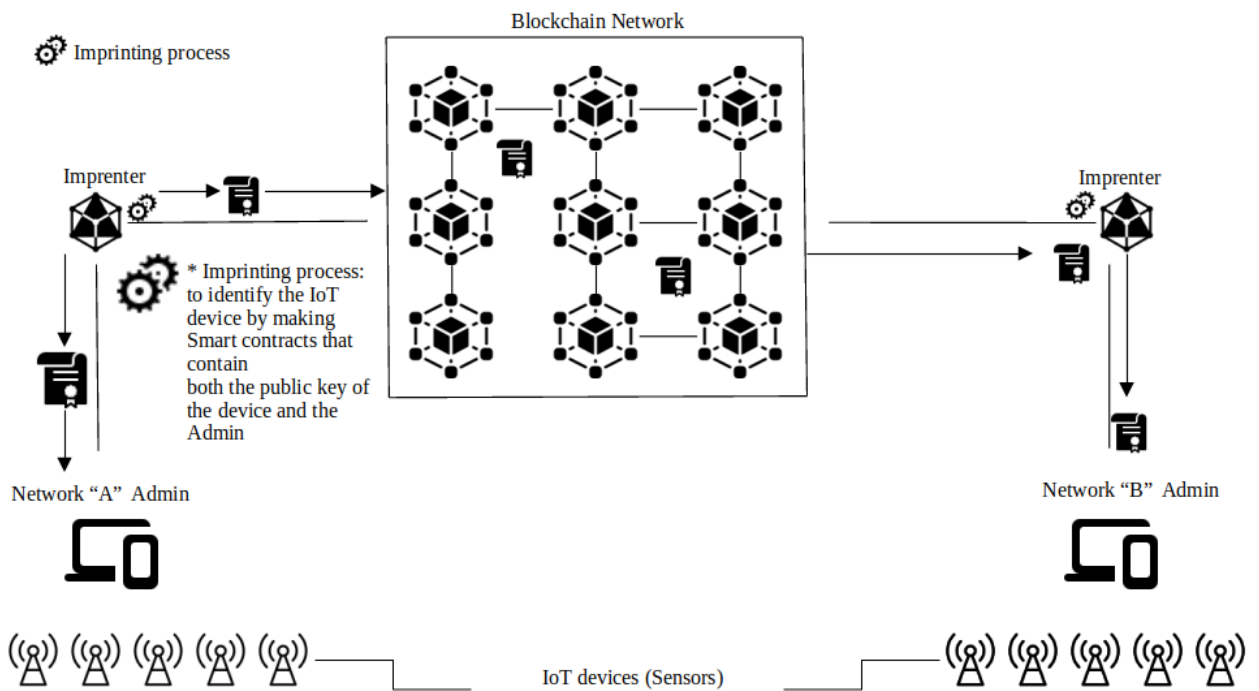 Blockchain Network
Imprinting process
Imprenter
Imprenter
* Imprinting process:
to identify the IoT
device by making
Smart contracts that
contain
both the public key of
the device and the
Admin
Network “A” Admin
Network “B” Admin
IoT devices (Sensors)